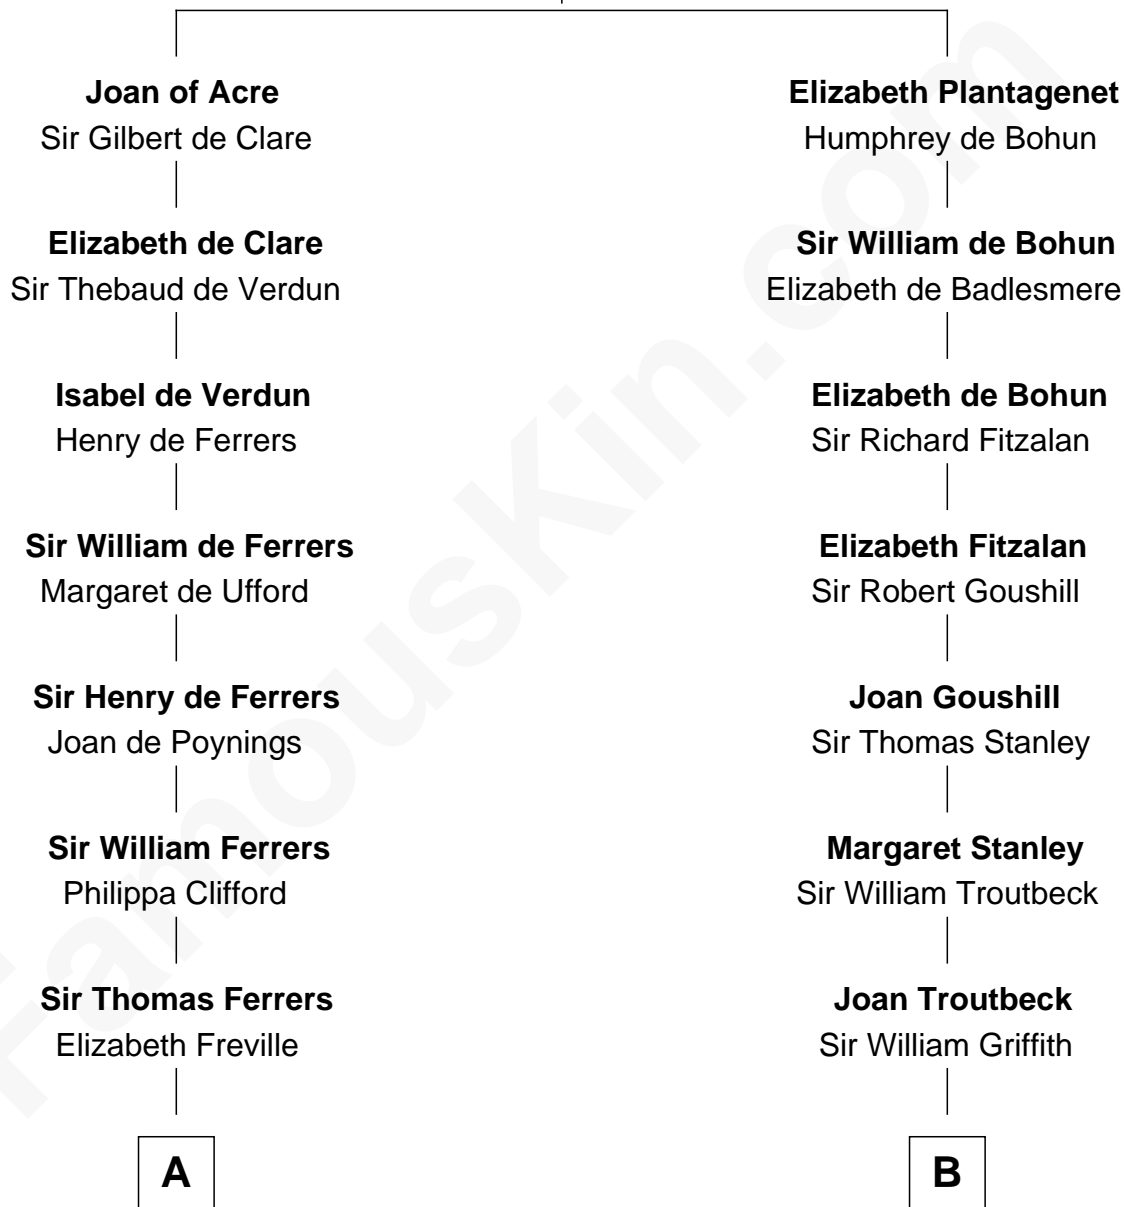 Joan of Acre
Sir Gilbert de Clare
Elizabeth de Clare
Sir Thebaud de Verdun
Isabel de Verdun
Henry de Ferrers
Sir William de Ferrers
Margaret de Ufford
Sir Henry de Ferrers
Joan de Poynings
Sir William Ferrers
Philippa Clifford
Sir Thomas Ferrers
Elizabeth Freville
A
Elizabeth Plantagenet
Humphrey de Bohun
Sir William de Bohun
Elizabeth de Badlesmere
Elizabeth de Bohun
Sir Richard Fitzalan
Elizabeth Fitzalan
Sir Robert Goushill
Joan Goushill
Sir Thomas Stanley
Margaret Stanley
Sir William Troutbeck
Joan Troutbeck
Sir William Griffith
B
FamousKin.com